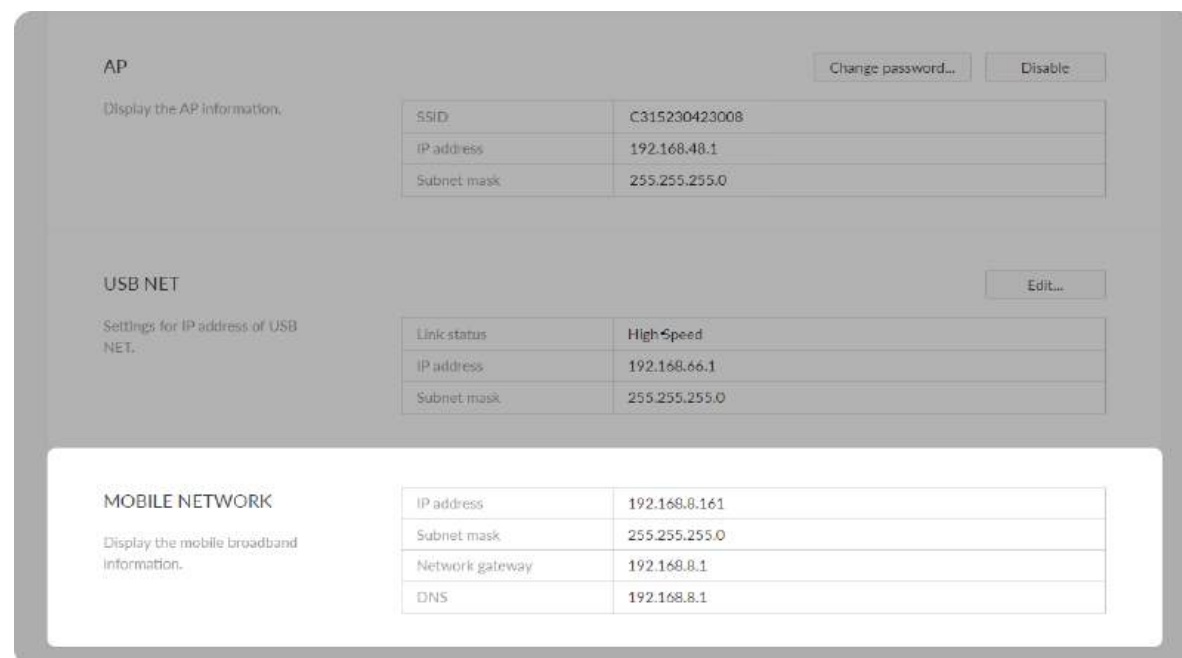 AP
Change password...
Disable
Display the AP information.
SSID C315230423008
IP address 192.168.48.1
Subnet mask 255.255.255.0
USB NET
Edit...
Settings for IP address of USB
NET.
Link status High-Speed
IP address 192.168.66.1
Subnet mask 255.255.255.0
MOBILE NETWORK
Display the mobile broadband
information.
IP address 192.168.8.161
Subnet mask 255.255.255.0
Network gateway 192.168.8.1
DNS 192.168.8.1